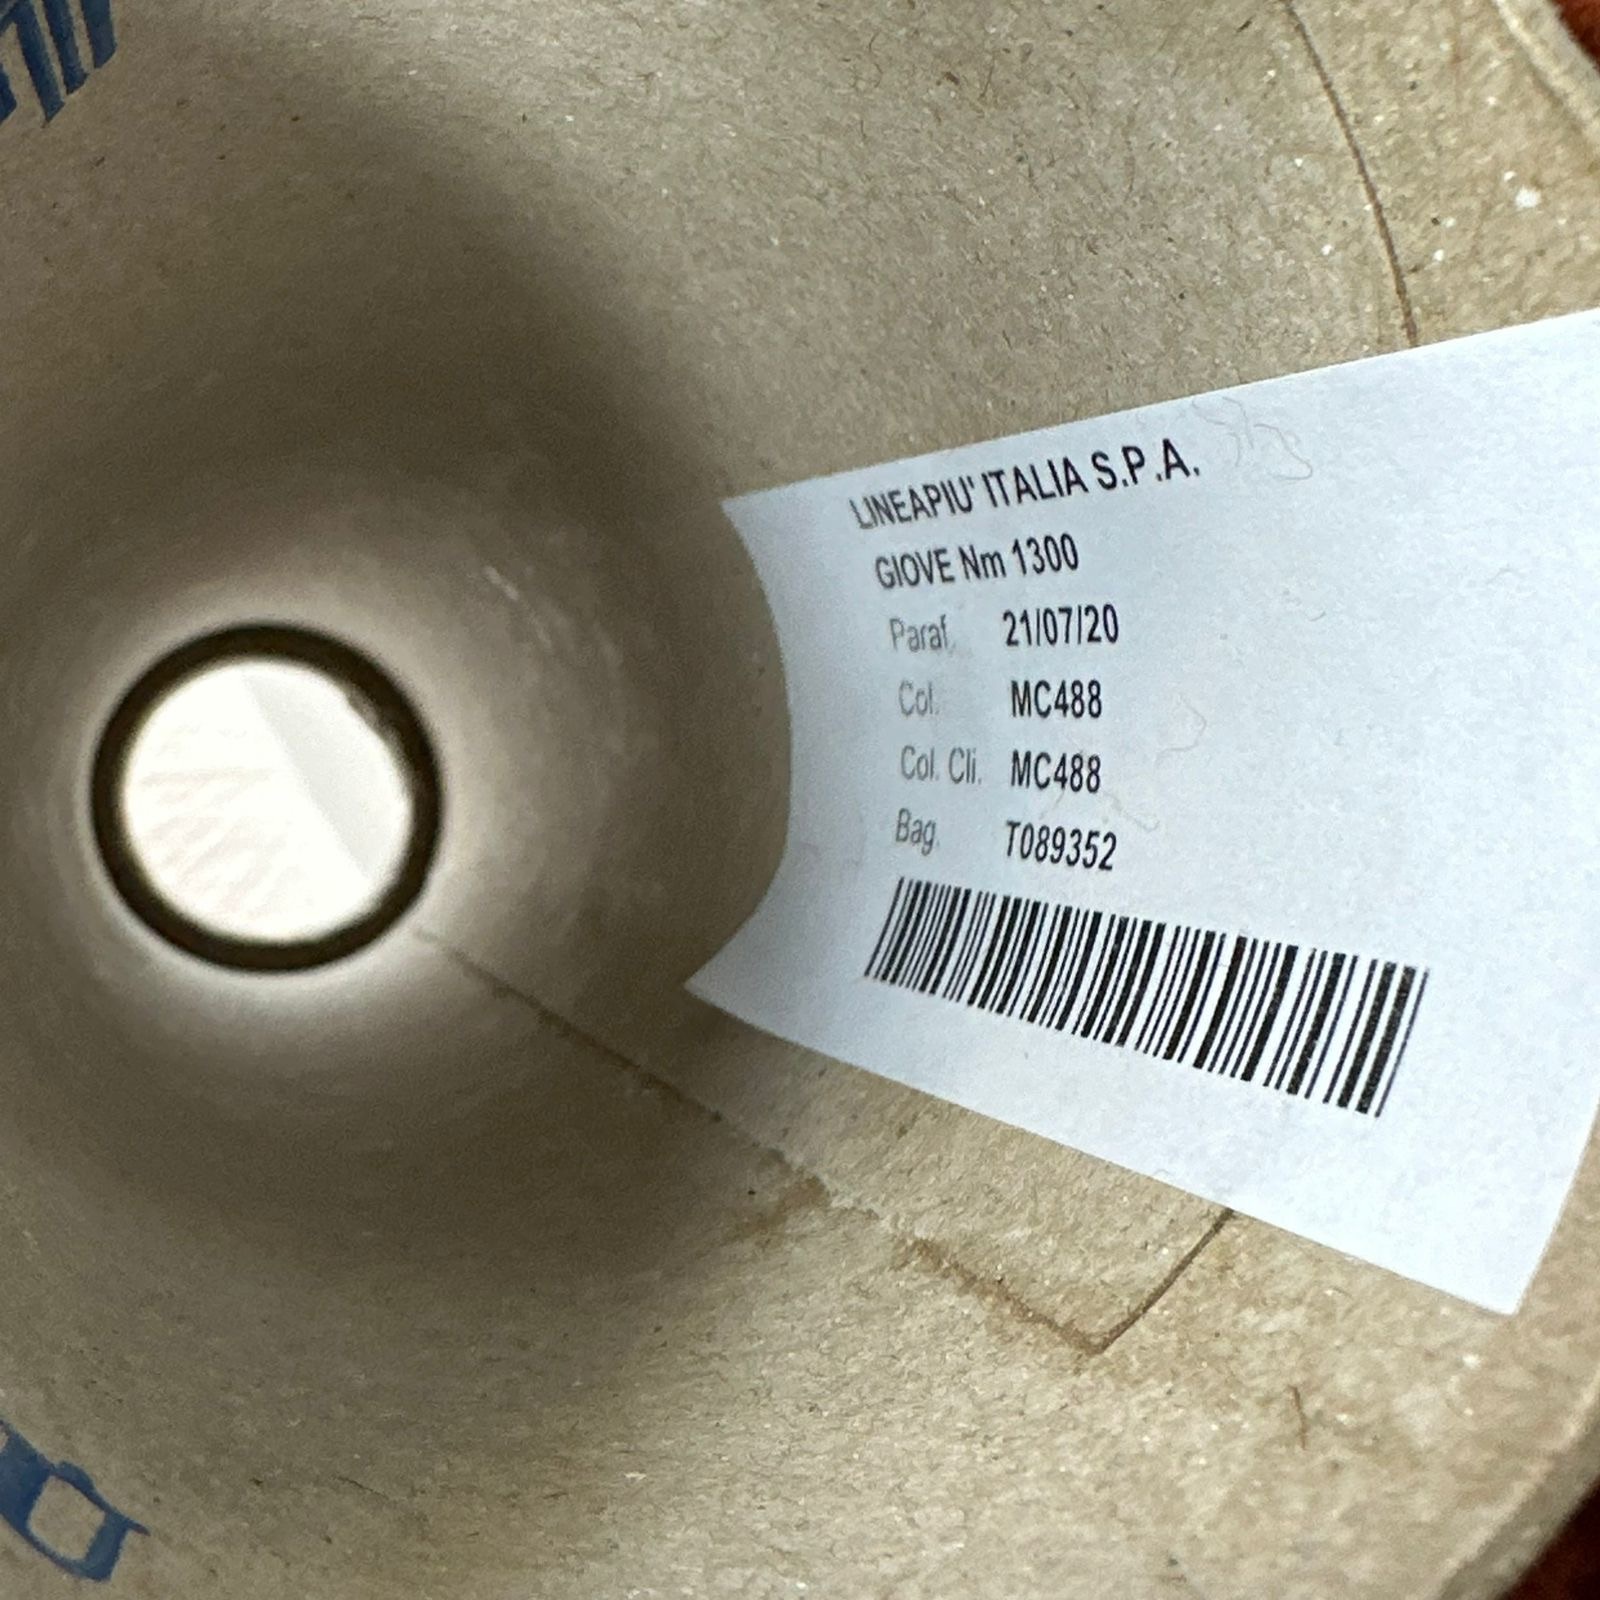 LINEAPIU' ITALIA S.P.A.
GIOVE Nm 1300
Paraf. 21/07/20
Col. MC488
Col. Cli. MC488
Bag. T089352